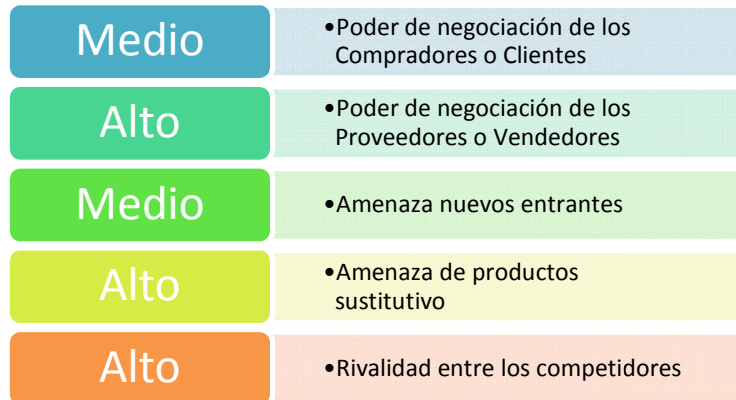 Medio
•Poder de negociación de los
Compradores o Clientes
Alto
•Poder de negociación de los
Proveedores o Vendedores
Medio
•Amenaza nuevos entrantes
Alto
•Amenaza de productos
sustitutivo
Alto
•Rivalidad entre los competidores